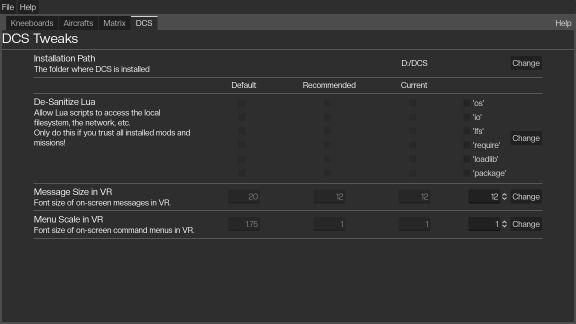 File Help
Kneeboards Aircrafts Matrix DCS Help
DCS Tweaks
Installation Path
The folder where DCS is installed
D:/DCS Change
Default Recommended Current
De-Sanitize Lua
Allow Lua scripts to access the local
filesystem, the network, etc.
Only do this if you trust all installed mods and
missions!
'os'
'io'
'lfs'
'require'
'loadlib'
'package'
Change
Message Size in VR
Font size of on-screen messages in VR.
20 12 12 12 Change
Menu Scale in VR
Font size of on-screen command menus in VR.
1.75 1 1 1 Change